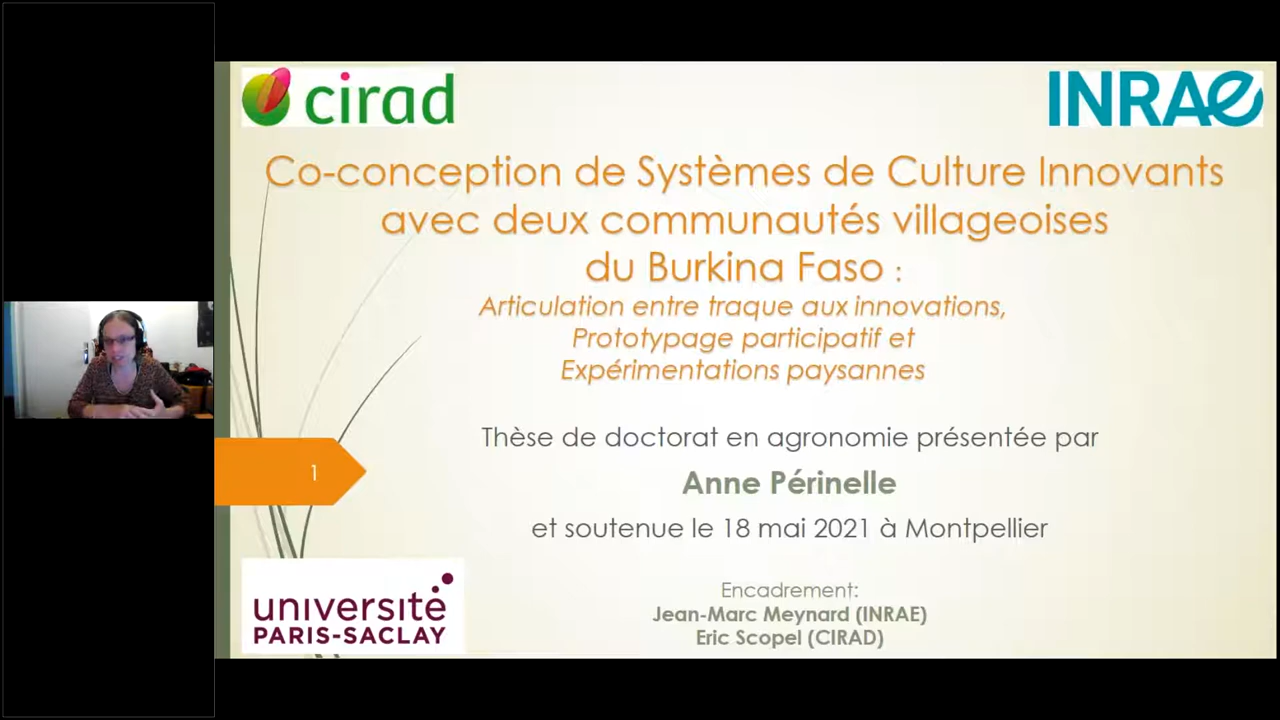 cirad
INRAE
Co-conception de Systèmes de Culture Innovants
avec deux communautés villageoises
du Burkina Faso :
Articulation entre traque aux innovations,
Prototypage participatif et
Expérimentations paysannes
Thèse de doctorat en agronomie présentée par
1
Anne Périnelle
et soutenue le 18 mai 2021 à Montpellier
université
PARIS-SACLAY
Encadrement:
Jean-Marc Meynard (INRAE)
Eric Scopel (CIRAD)